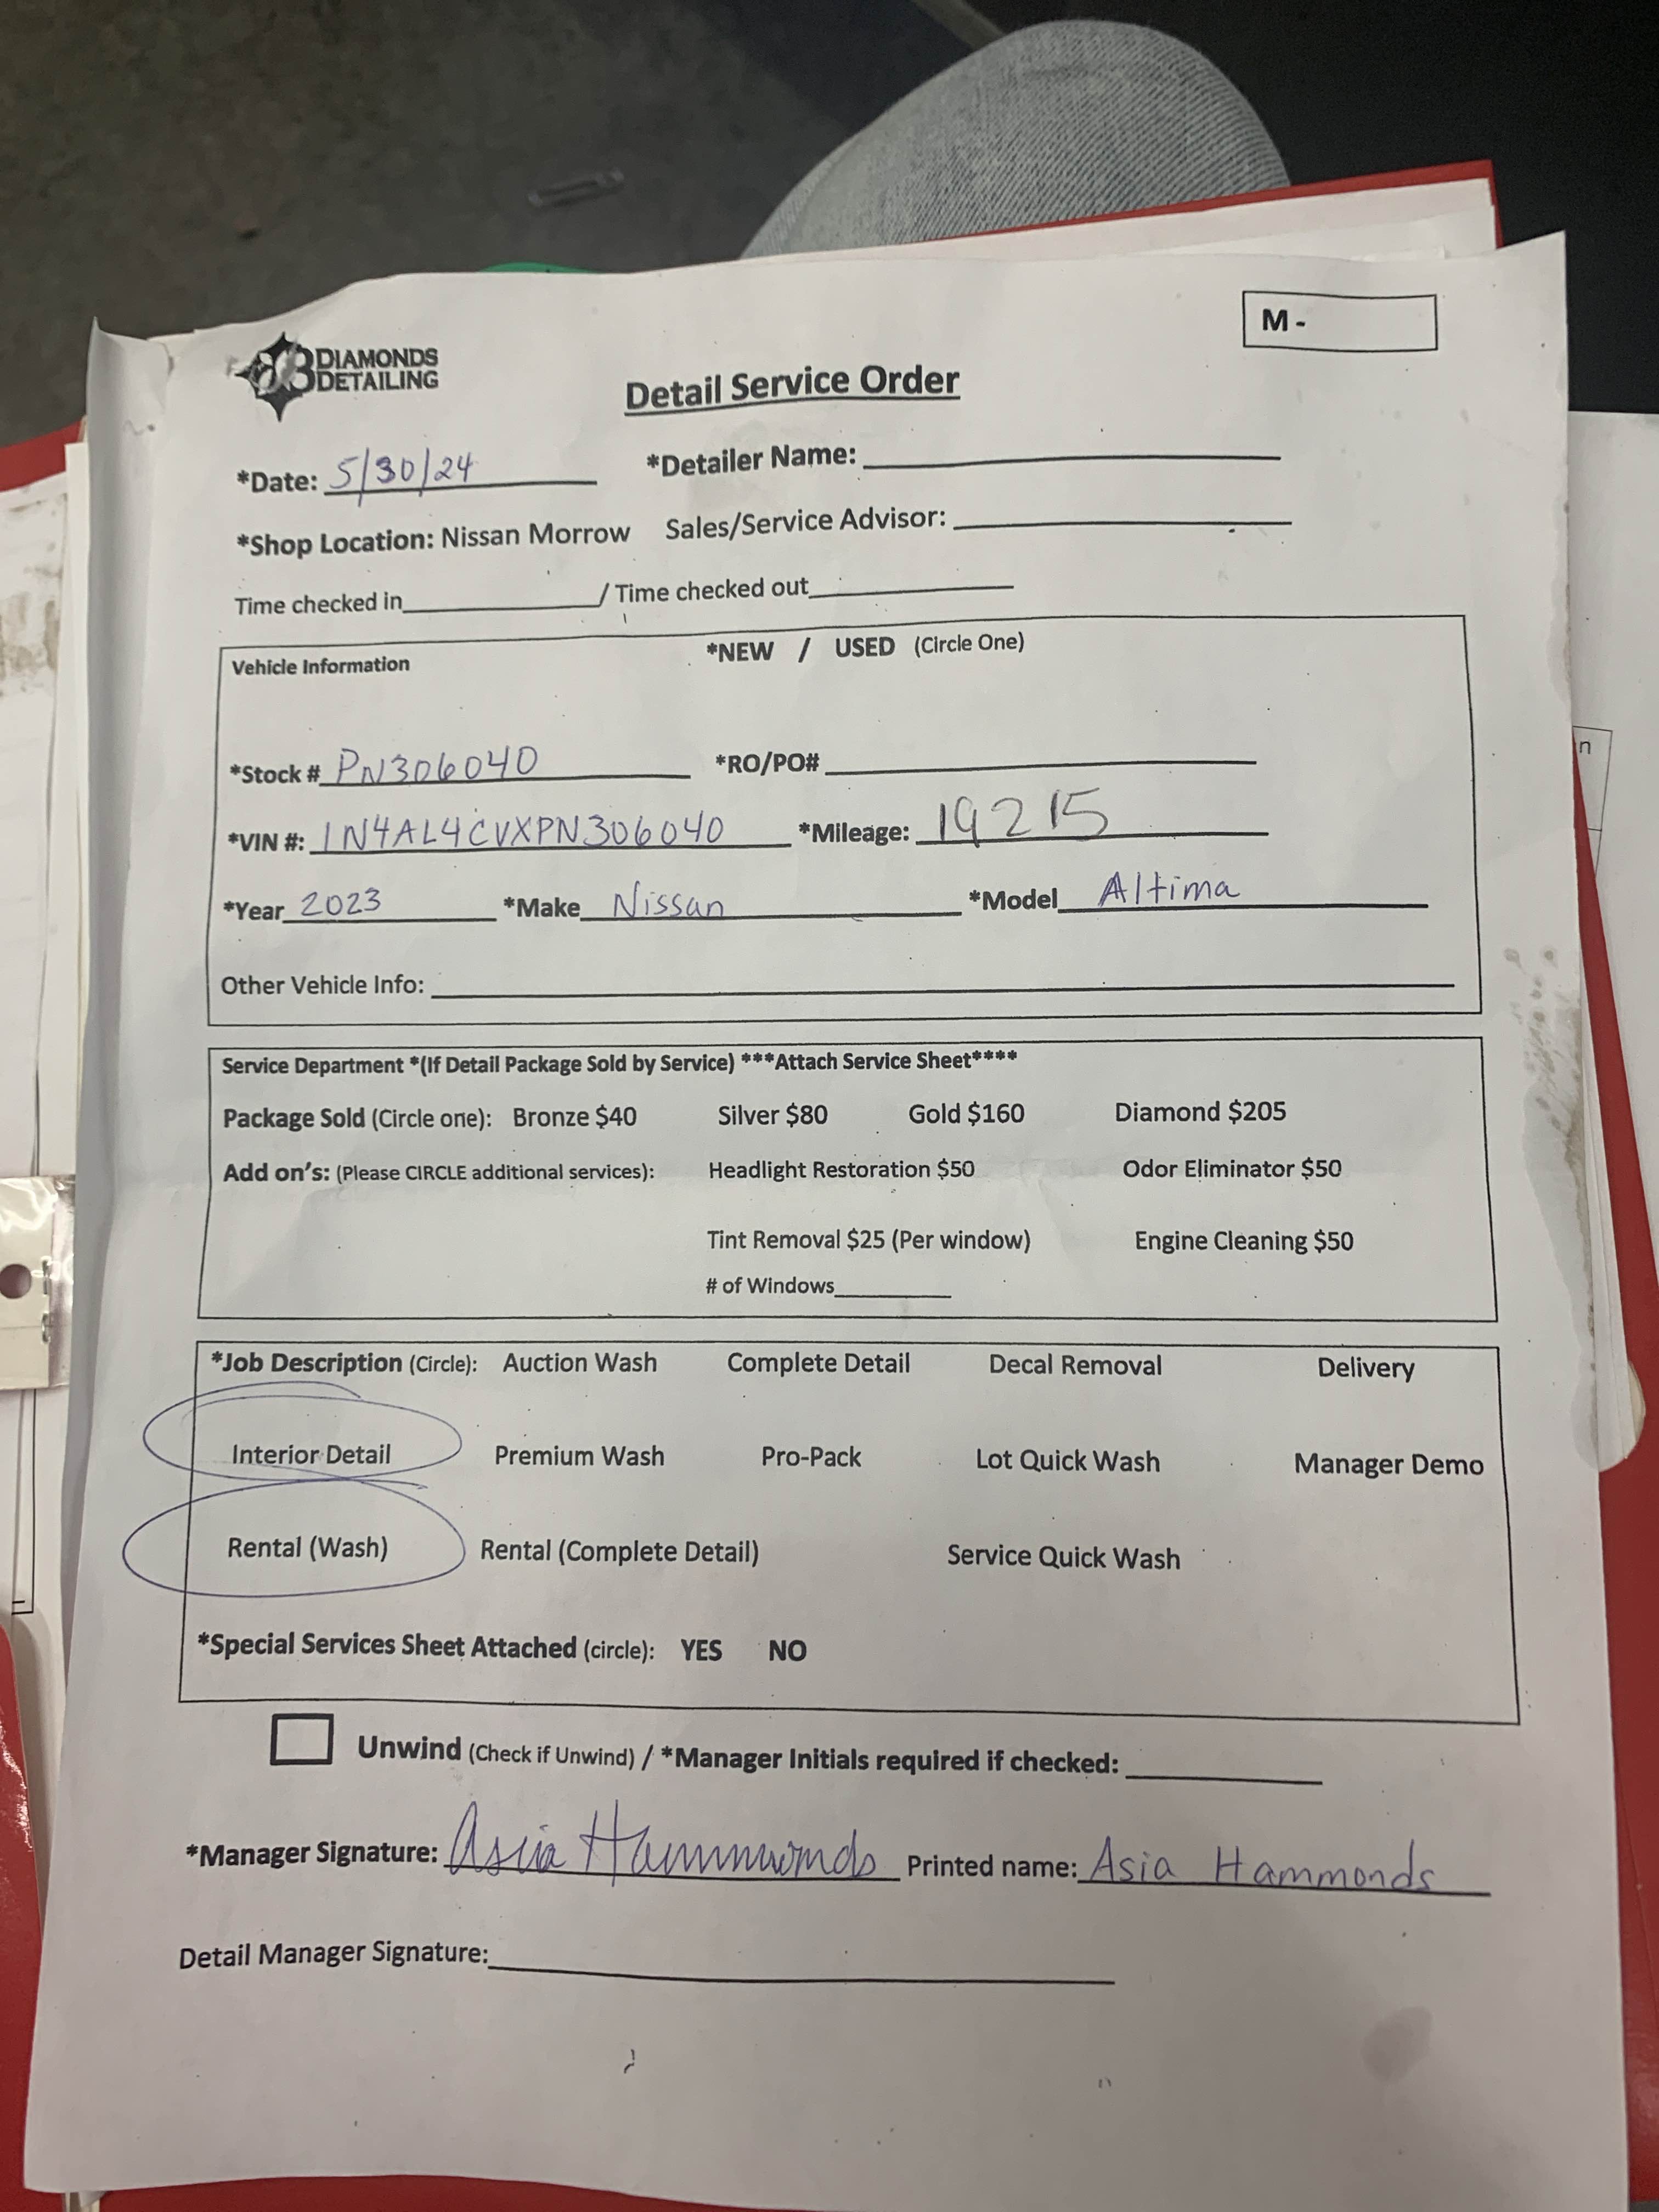 M -
3 DIAMONDS
DETAILING
Detail Service Order
*Date: 5/30/24 *Detailer Name:
*Shop Location: Nissan Morrow Sales/Service Advisor:
Time checked in / Time checked out
Vehicle Information *NEW / USED (Circle One)
*Stock # PN306040 *RO/PO#
*VIN #: 1N4AL4CVXPN306040 *Mileage: 19215
*Year 2023 *Make Nissan *Model Altima
Other Vehicle Info:
Service Department *(If Detail Package Sold by Service) ***Attach Service Sheet****
Package Sold (Circle one): Bronze $40 Silver $80 Gold $160 Diamond $205
Add on's: (Please CIRCLE additional services): Headlight Restoration $50 Odor Eliminator $50
Tint Removal $25 (Per window) Engine Cleaning $50
# of Windows
*Job Description (Circle): Auction Wash Complete Detail Decal Removal Delivery
Interior Detail Premium Wash Pro-Pack Lot Quick Wash Manager Demo
Rental (Wash) Rental (Complete Detail) Service Quick Wash
*Special Services Sheet Attached (circle): YES NO
Unwind (Check if Unwind) / *Manager Initials required if checked:
*Manager Signature: Asia Hammonds Printed name: Asia Hammonds
Detail Manager Signature:
n